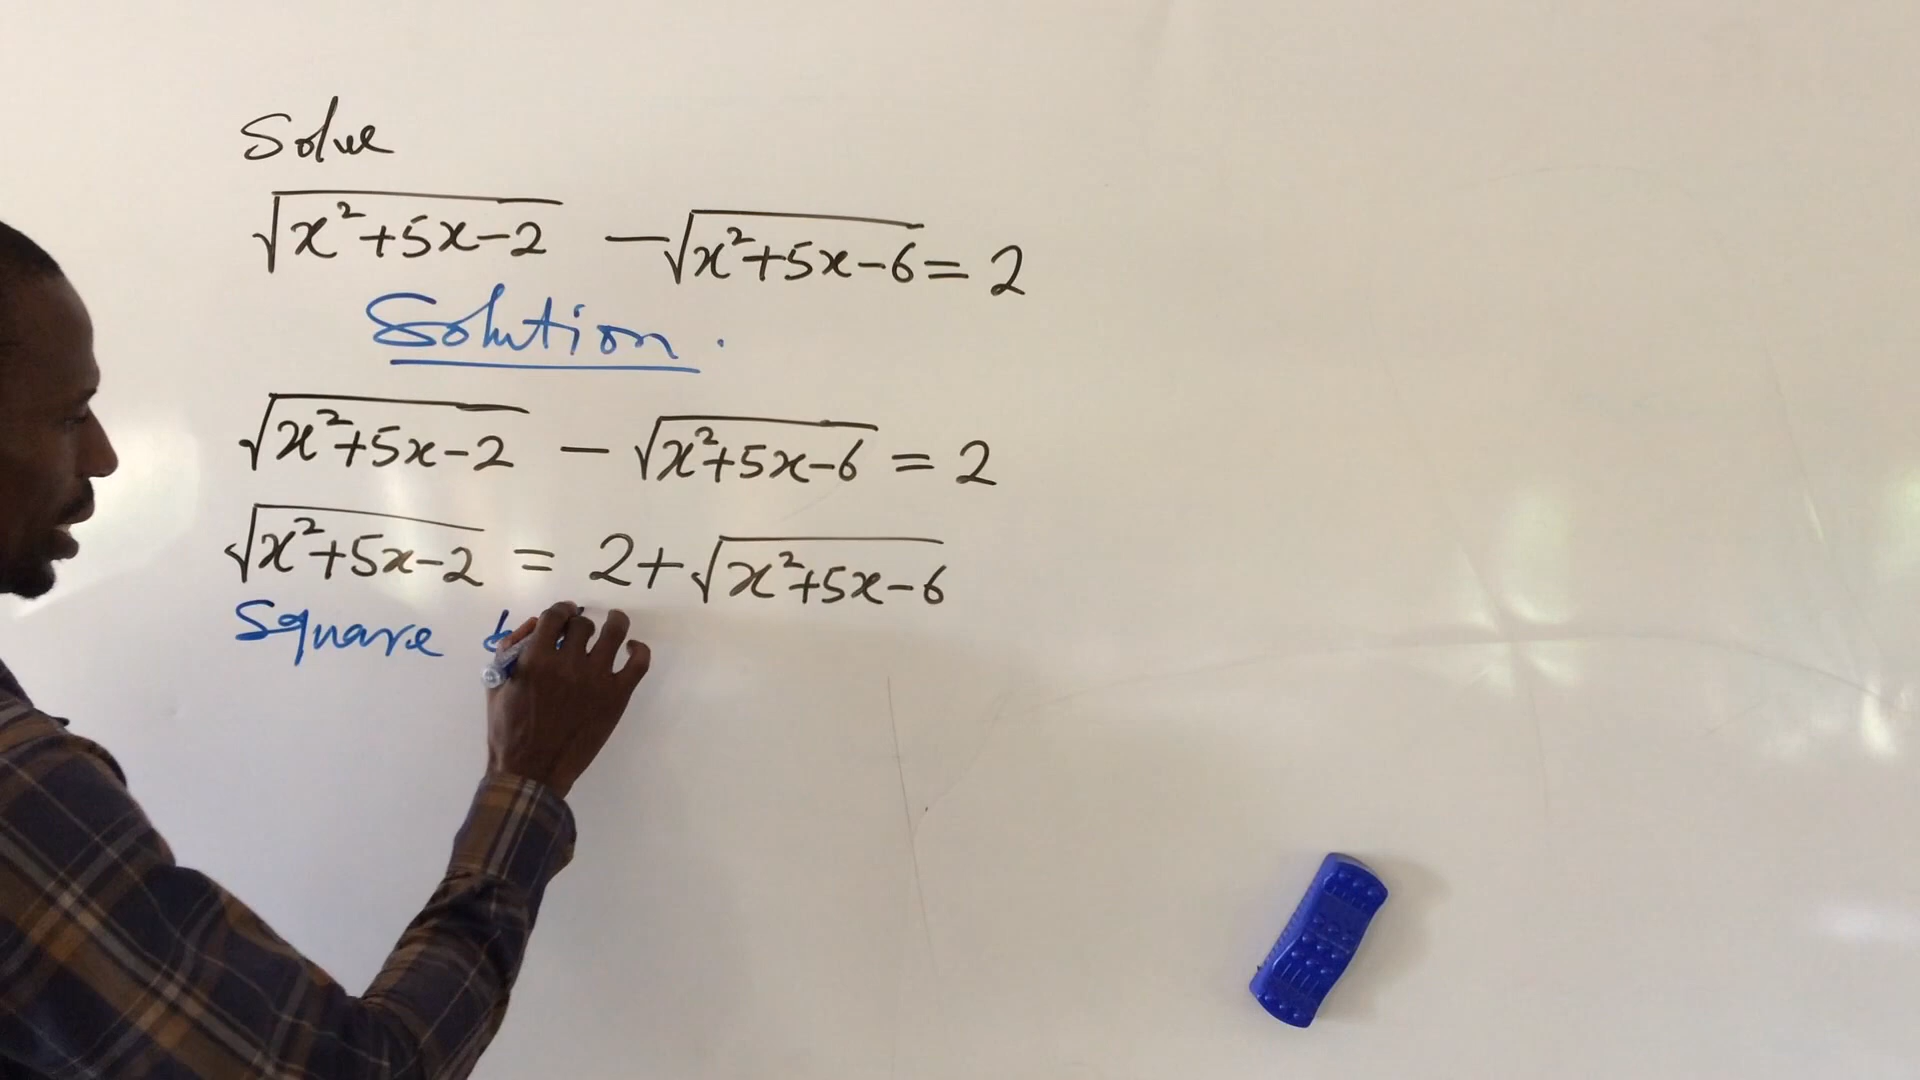 Solve
√(x²+5x-2) - √(x²+5x-6) = 2
Solution.
√(x²+5x-2) - √(x²+5x-6) = 2
√(x²+5x-2) = 2+√(x²+5x-6)
Square